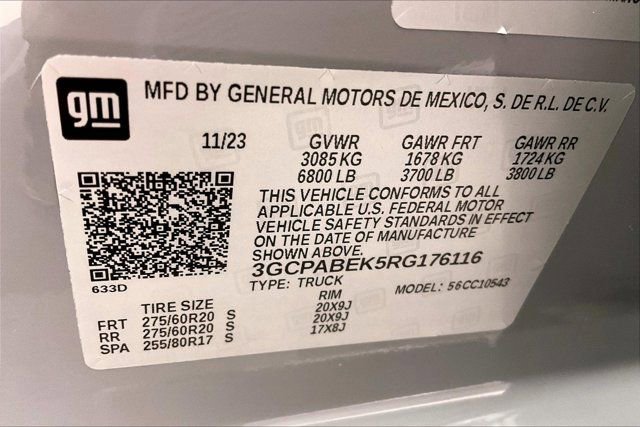 gm
MFD BY GENERAL MOTORS DE MEXICO, S. DE R.L. DE C.V.
11/23 GVWR GAWR FRT GAWR RR
3085 KG 1678 KG 1724 KG
6800 LB 3700 LB 3800 LB
THIS VEHICLE CONFORMS TO ALL
APPLICABLE U.S. FEDERAL MOTOR
VEHICLE SAFETY STANDARDS IN EFFECT
ON THE DATE OF MANUFACTURE
SHOWN ABOVE.
3GCPABEK5RG176116
633D
TYPE: TRUCK MODEL: 56CC10543
TIRE SIZE RIM
FRT 275/60R20 S 20X9J
RR 275/60R20 S 20X9J
SPA 255/80R17 S 17X8J